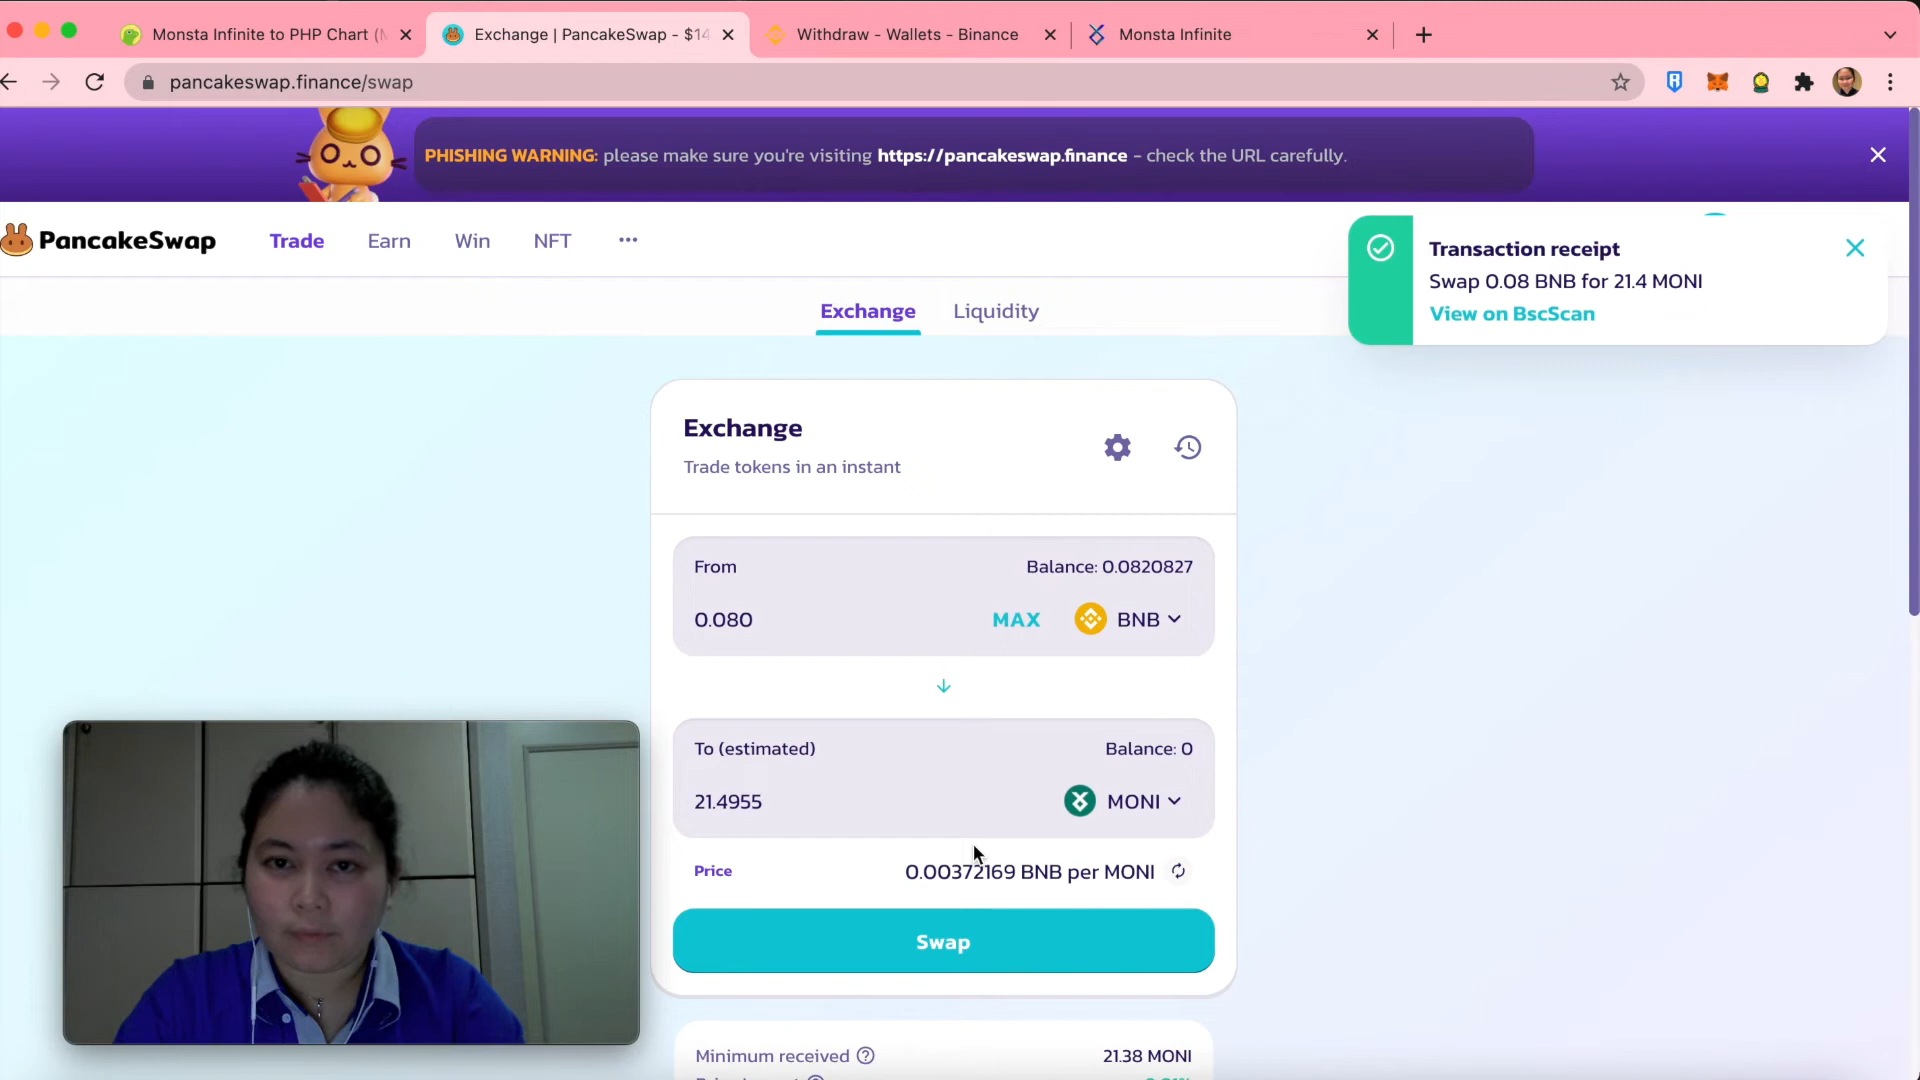 Monsta Infinite to PHP Chart (
Exchange | PancakeSwap - $14
Withdraw - Wallets - Binance
Monsta Infinite
pancakeswap.finance/swap
PHISHING WARNING: please make sure you're visiting https://pancakeswap.finance - check the URL carefully.
PancakeSwap
Trade
Earn
Win
NFT
Transaction receipt
Swap 0.08 BNB for 21.4 MONI
View on BscScan
Exchange
Liquidity
Exchange
Trade tokens in an instant
From
Balance: 0.0820827
0.080
MAX
BNB
To (estimated)
Balance: 0
21.4955
MONI
Price
0.00372169 BNB per MONI
Swap
Minimum received
21.38 MONI